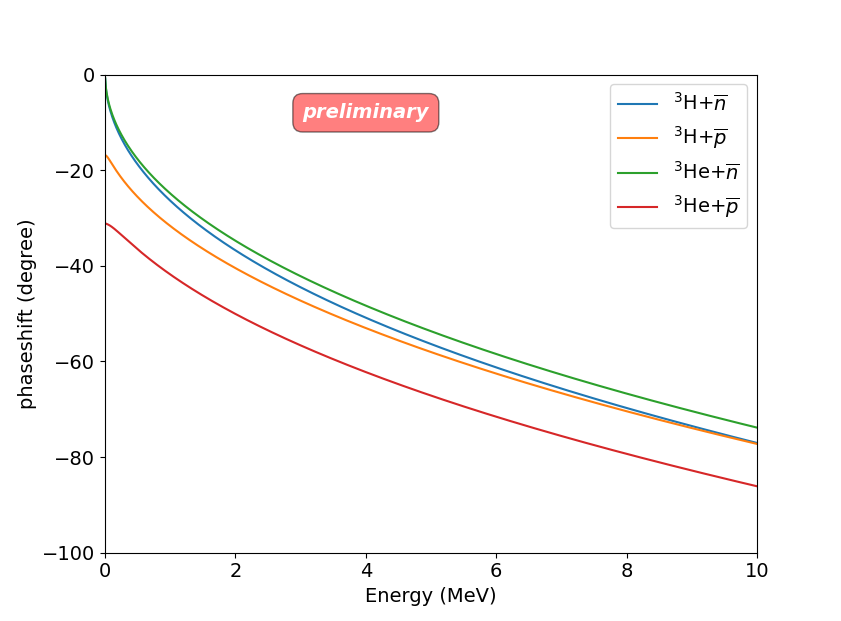 preliminary
³H+n̅
³H+p̅
³He+n̅
³He+p̅
0
−20
−40
−60
−80
−100
phaseshift (degree)
0 2 4 6 8 10
Energy (MeV)